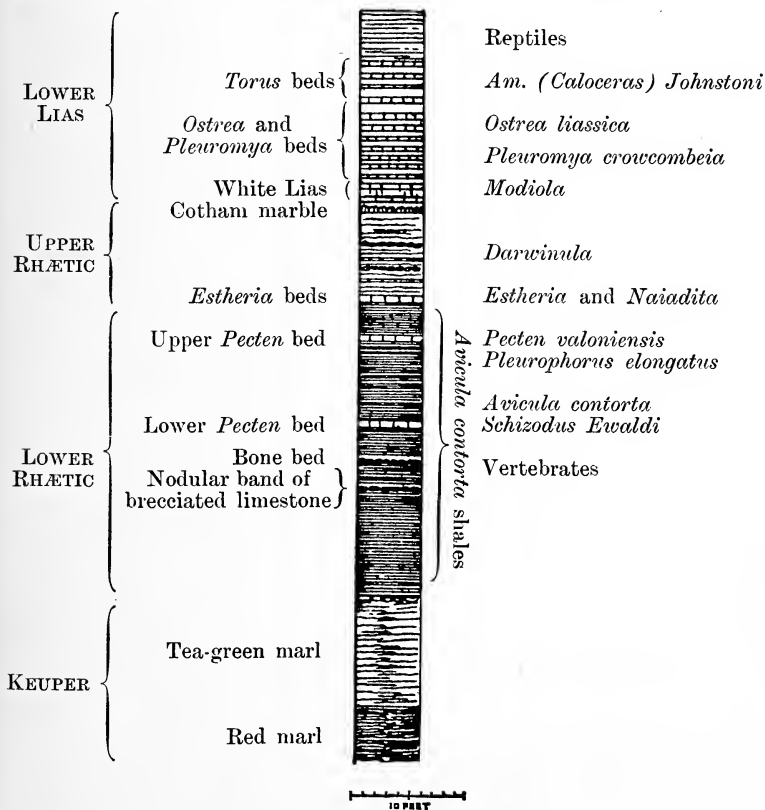 Reptiles
Torus beds
Am. (Caloceras) Johnstoni
LOWER
LIAS
Ostrea and
Pleuromya beds
Ostrea liassica
Pleuromya crowcombeia
White Lias
Modiola
Cotham marble
UPPER
RHÆTIC
Darwinula
Estheria beds
Estheria and Naiadita
Upper Pecten bed
Pecten valoniensis
Pleurophorus elongatus
Avicula contorta shales
Avicula contorta
Lower Pecten bed
Schizodus Ewaldi
LOWER
RHÆTIC
Bone bed
Vertebrates
Nodular band of
brecciated limestone
KEUPER
Tea-green marl
Red marl
10 FEET